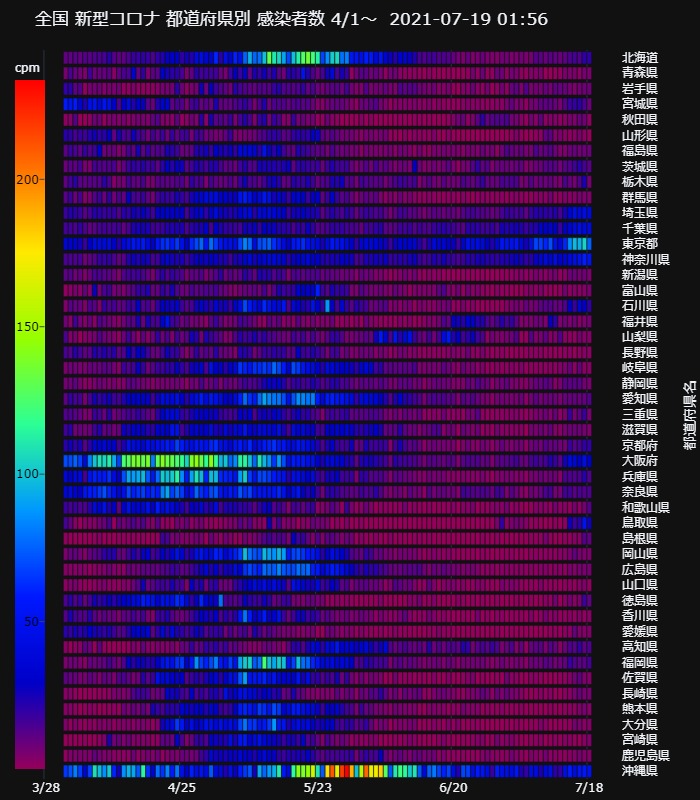 全国 新型コロナ 都道府県別 感染者数 4/1～ 2021-07-19 01:56
cpm
200
150
100
50
北海道
青森県
岩手県
宮城県
秋田県
山形県
福島県
茨城県
栃木県
群馬県
埼玉県
千葉県
東京都
神奈川県
新潟県
富山県
石川県
福井県
山梨県
長野県
岐阜県
静岡県
愛知県
三重県
滋賀県
京都府
大阪府
兵庫県
奈良県
和歌山県
鳥取県
島根県
岡山県
広島県
山口県
徳島県
香川県
愛媛県
高知県
福岡県
佐賀県
長崎県
熊本県
大分県
宮崎県
鹿児島県
沖縄県
都道府県名
3/28 4/25 5/23 6/20 7/18